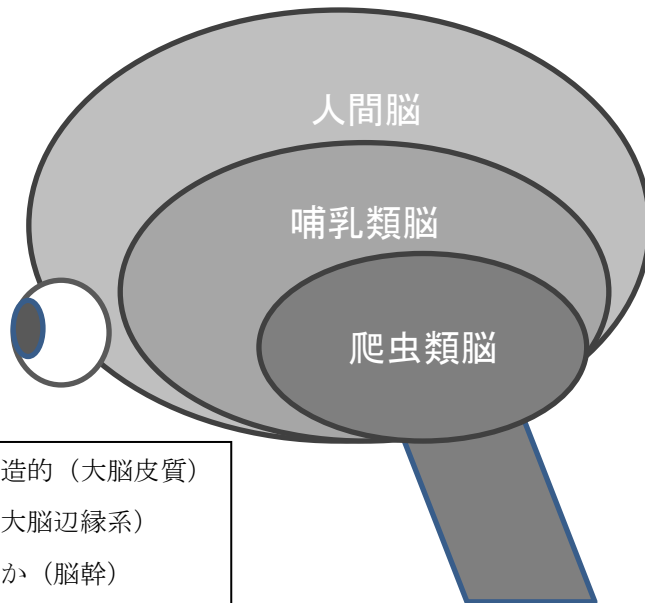 人間脳
哺乳類脳
爬虫類脳
造的（大脳皮質）
大脳辺縁系）
か（脳幹）